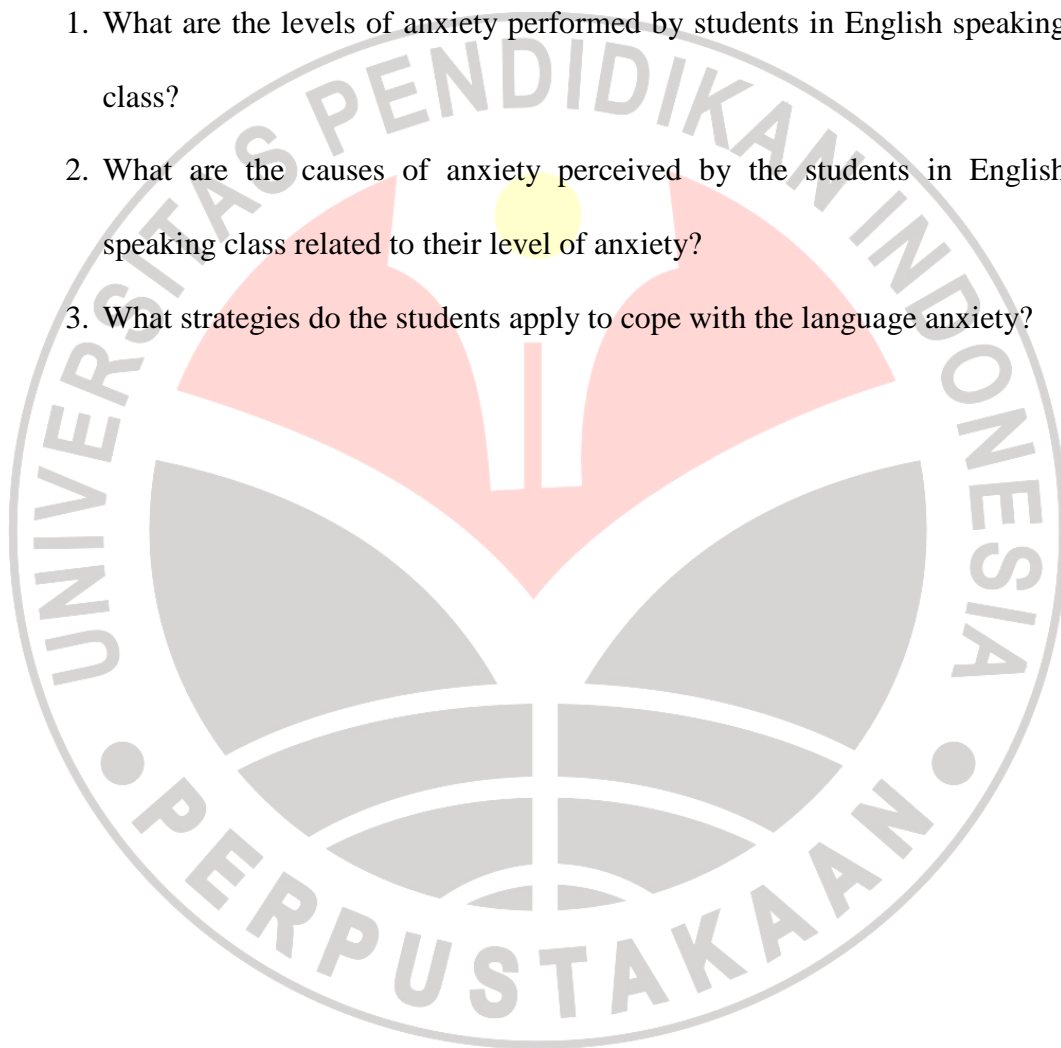 1. What are the levels of anxiety performed by students in English speaking
class?
2. What are the causes of anxiety perceived by the students in English
speaking class related to their level of anxiety?
3. What strategies do the students apply to cope with the language anxiety?
UNIVERSITAS PENDIDIKAN INDONESIA
PERPUSTAKAAN